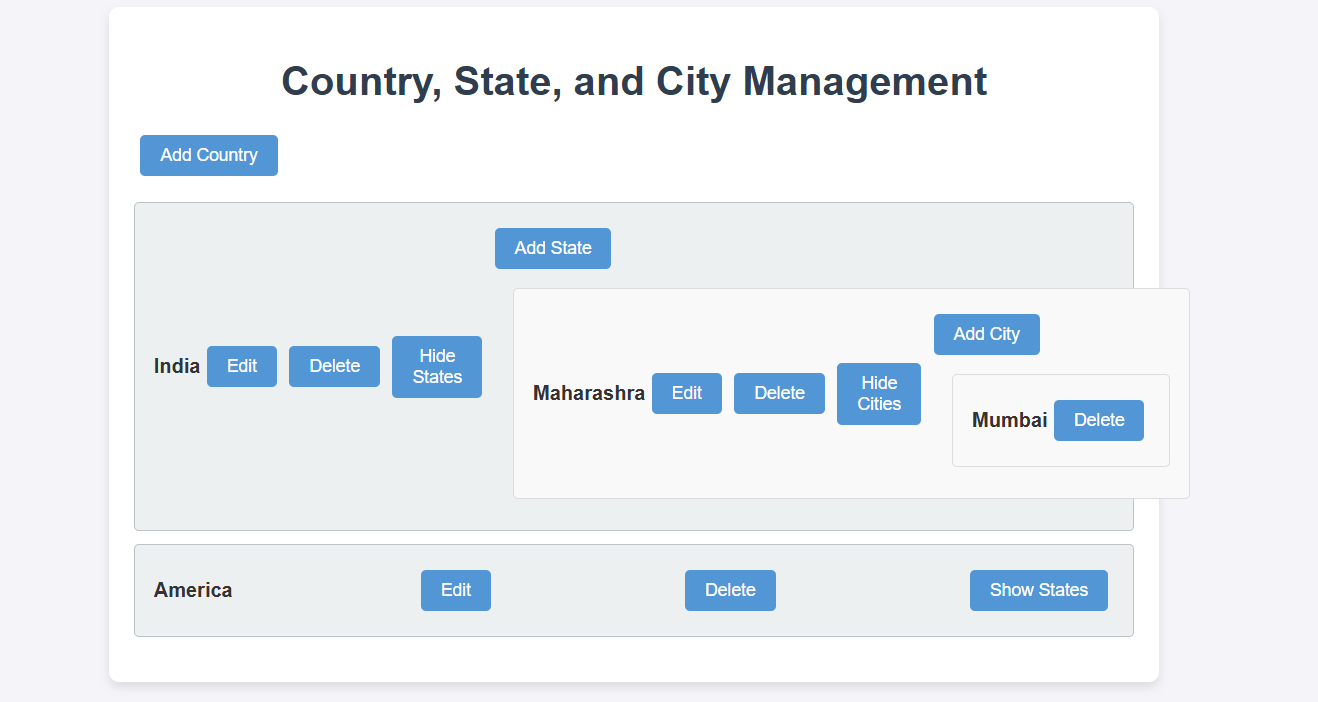 Country, State, and City Management
Add Country
Add State
India
Edit
Delete
Hide
States
Add City
Maharashra
Edit
Delete
Hide
Cities
Mumbai
Delete
America
Edit
Delete
Show States